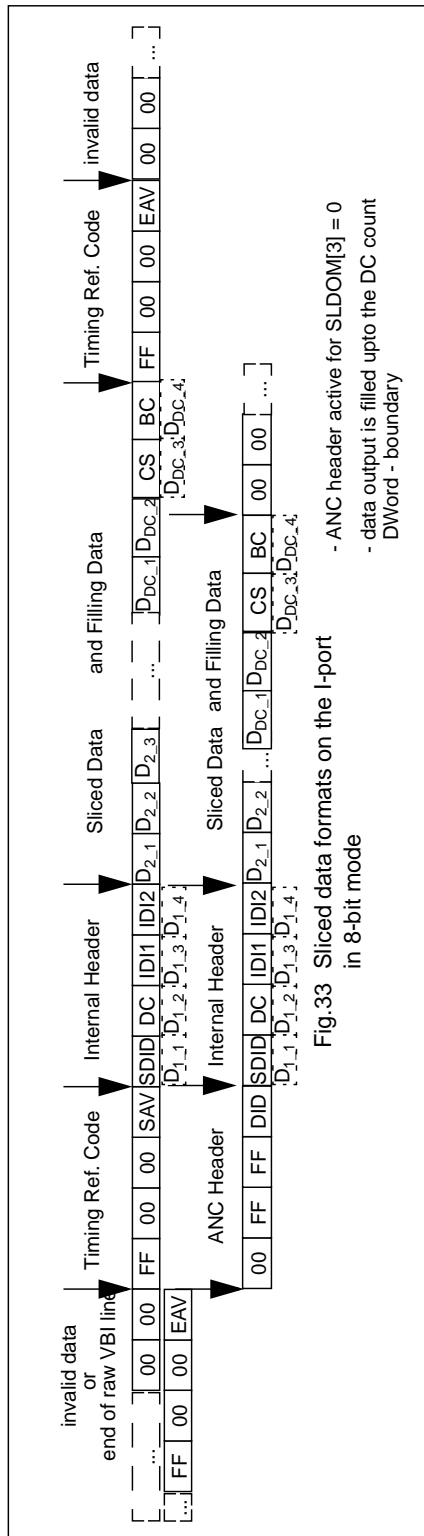 invalid data
or
end of raw VBI line
Timing Ref. Code
Internal Header
Sliced Data
and Filling Data
Timing Ref. Code
invalid data
... 00 00 FF 00 00 SAV SDID DC IDI1 IDI2 D2_1 D2_2 D2_3 ... DDC_1 DDC_2 CS BC FF 00 00 EAV 00 00 ...
D1_1 D1_2 D1_3 D1_4 DDC_3 DDC_4
... FF 00 00 EAV
ANC Header
Internal Header
Sliced Data
and Filling Data
00 FF FF DID SDID DC IDI1 IDI2 D2_1 D2_2 ... DDC_1 DDC_2 CS BC 00 00 ...
D1_1 D1_2 D1_3 D1_4 DDC_3 DDC_4
Fig.33 Sliced data formats on the I-port
in 8-bit mode
- ANC header active for SLDOM[3] = 0
- data output is filled upto the DC count
DWord - boundary